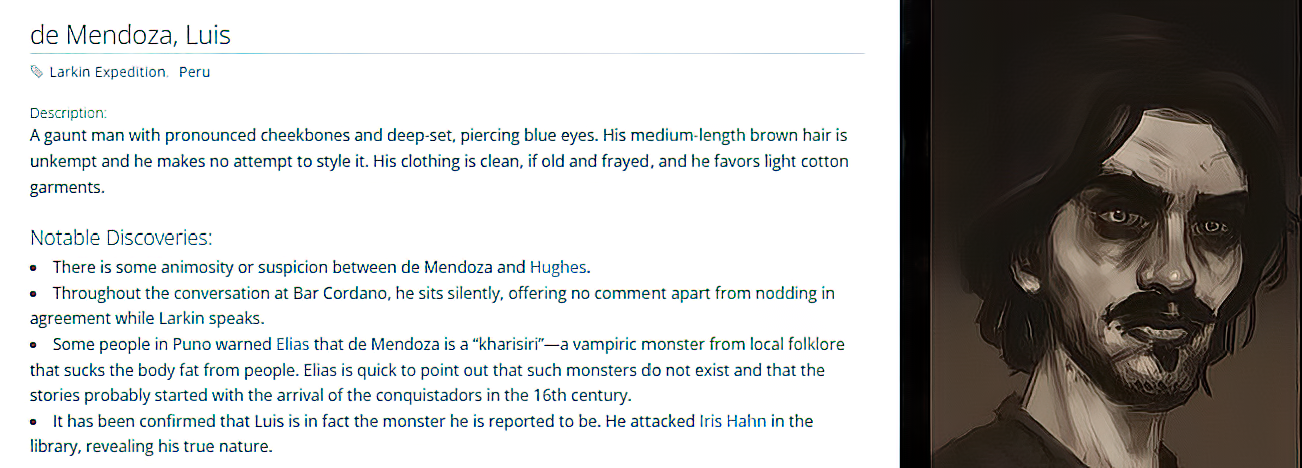 de Mendoza, Luis
Larkin Expedition, Peru
Description:
A gaunt man with pronounced cheekbones and deep-set, piercing blue eyes. His medium-length brown hair is
unkempt and he makes no attempt to style it. His clothing is clean, if old and frayed, and he favors light cotton
garments.
Notable Discoveries:
• There is some animosity or suspicion between de Mendoza and Hughes.
• Throughout the conversation at Bar Cordano, he sits silently, offering no comment apart from nodding in
agreement while Larkin speaks.
• Some people in Puno warned Elias that de Mendoza is a “kharisiri”—a vampiric monster from local folklore
that sucks the body fat from people. Elias is quick to point out that such monsters do not exist and that the
stories probably started with the arrival of the conquistadors in the 16th century.
• It has been confirmed that Luis is in fact the monster he is reported to be. He attacked Iris Hahn in the
library, revealing his true nature.